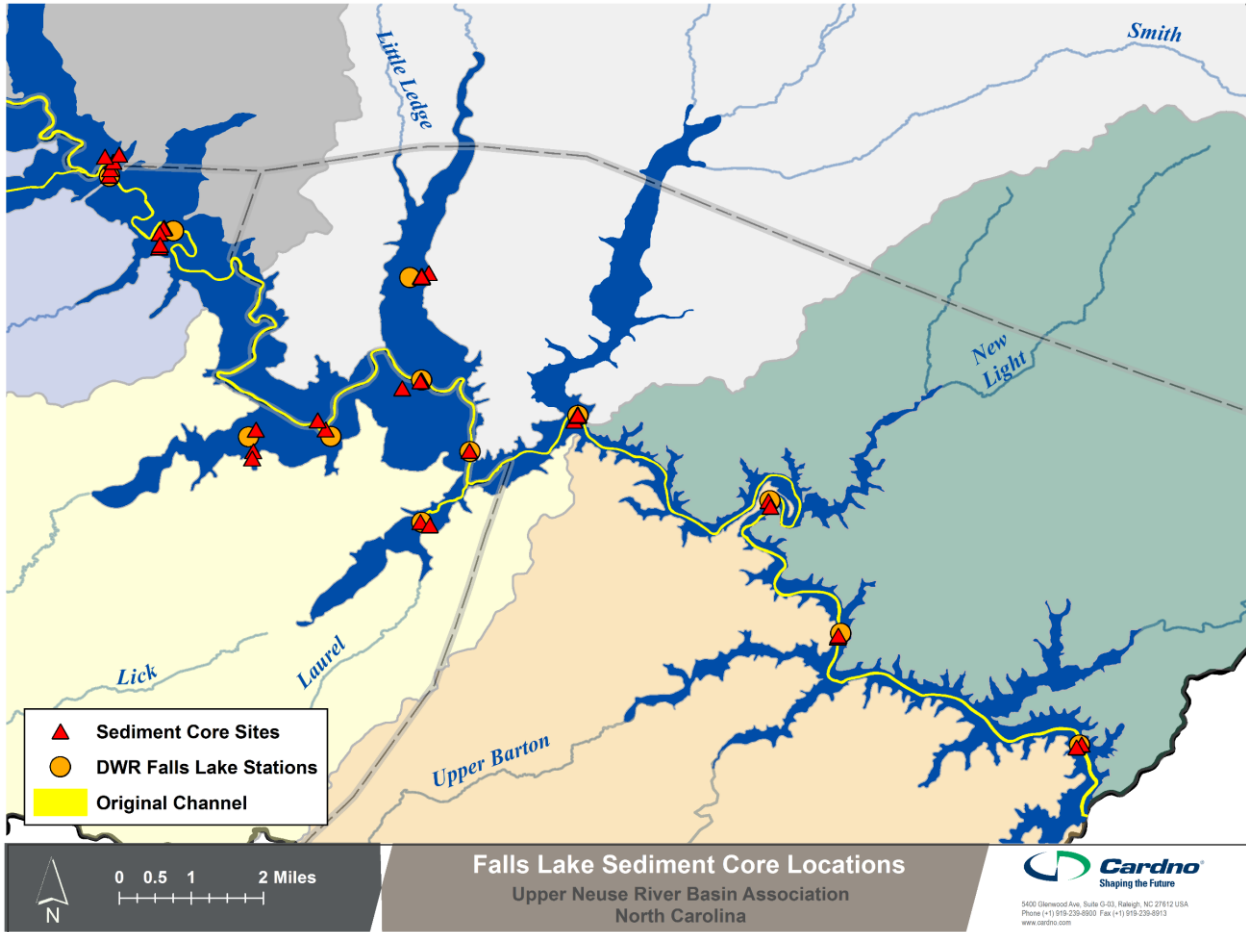 Smith
Little Ledge
New
Light
Lick
Laurel
Upper Barton
Sediment Core Sites
DWR Falls Lake Stations
Original Channel
N
0 0.5 1 2 Miles
Falls Lake Sediment Core Locations
Upper Neuse River Basin Association
North Carolina
Cardno®
Shaping the Future
5400 Glenwood Ave, Suite G-03, Raleigh, NC 27612 USA
Phone (+1) 919-239-8900 Fax (+1) 919-239-8913
www.cardno.com